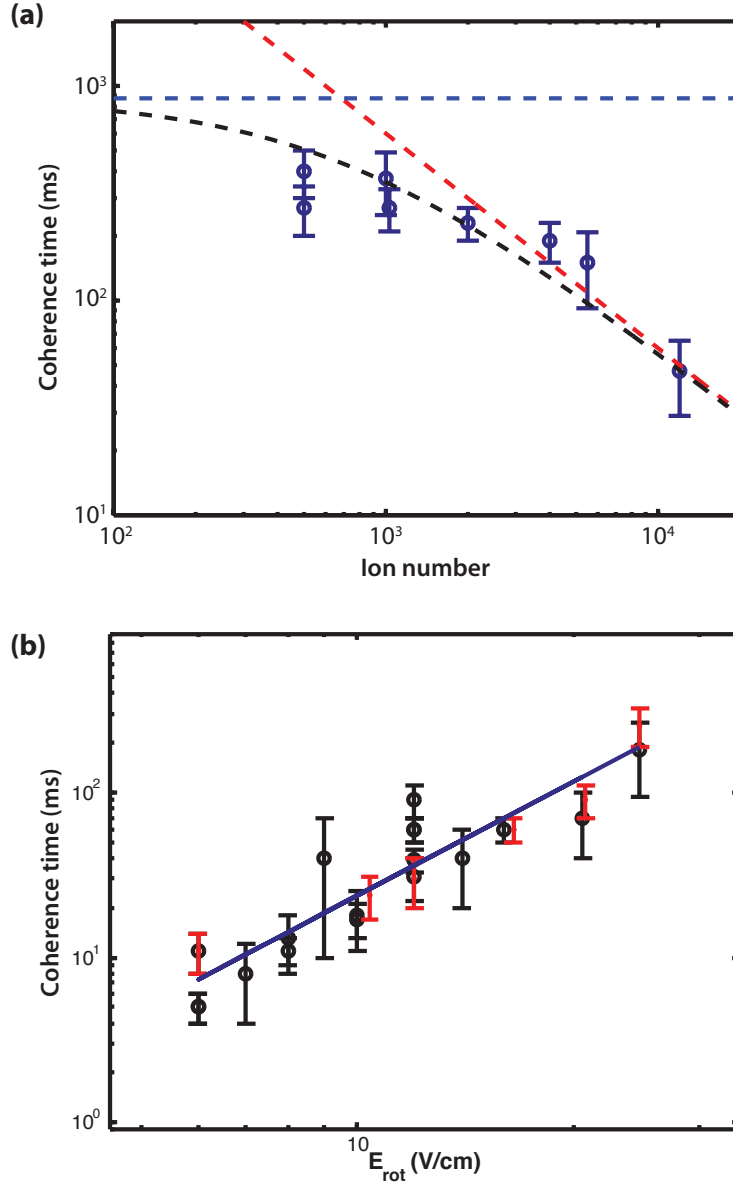 (a)
10³
10²
10¹
Coherence time (ms)
10² 10³ 10⁴
Ion number
(b)
10²
10¹
10⁰
Coherence time (ms)
10
E_rot (V/cm)